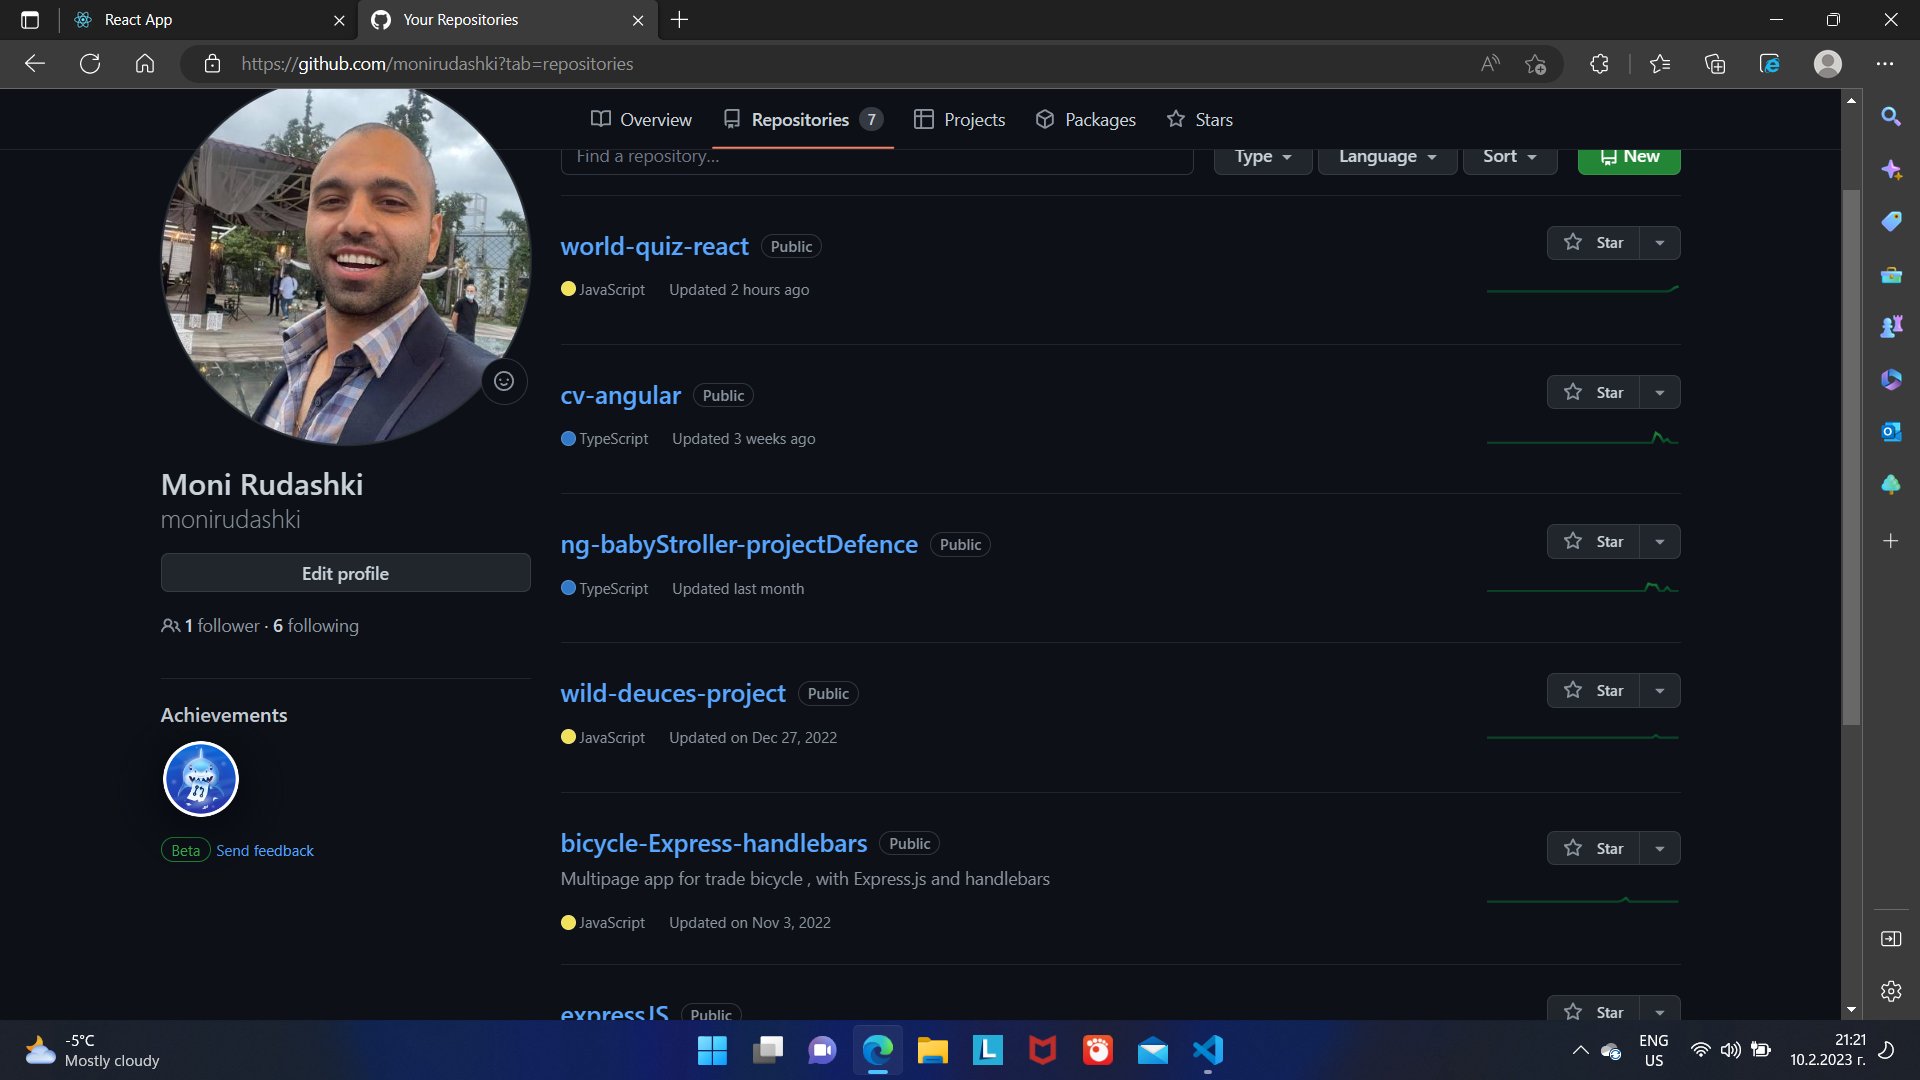 React App
Your Repositories
https://github.com/monirudashki?tab=repositories
Overview
Repositories 7
Projects
Packages
Stars
Find a repository...
Type
Language
Sort
New
world-quiz-react Public
Star
JavaScript Updated 2 hours ago
cv-angular Public
Star
TypeScript Updated 3 weeks ago
Moni Rudashki
monirudashki
Edit profile
1 follower · 6 following
Achievements
Beta Send feedback
ng-babyStroller-projectDefence Public
Star
TypeScript Updated last month
wild-deuces-project Public
Star
JavaScript Updated on Dec 27, 2022
bicycle-Express-handlebars Public
Star
Multipage app for trade bicycle , with Express.js and handlebars
JavaScript Updated on Nov 3, 2022
expressJS Public
Star
-5°C
Mostly cloudy
ENG
US
21:21
10.2.2023 г.